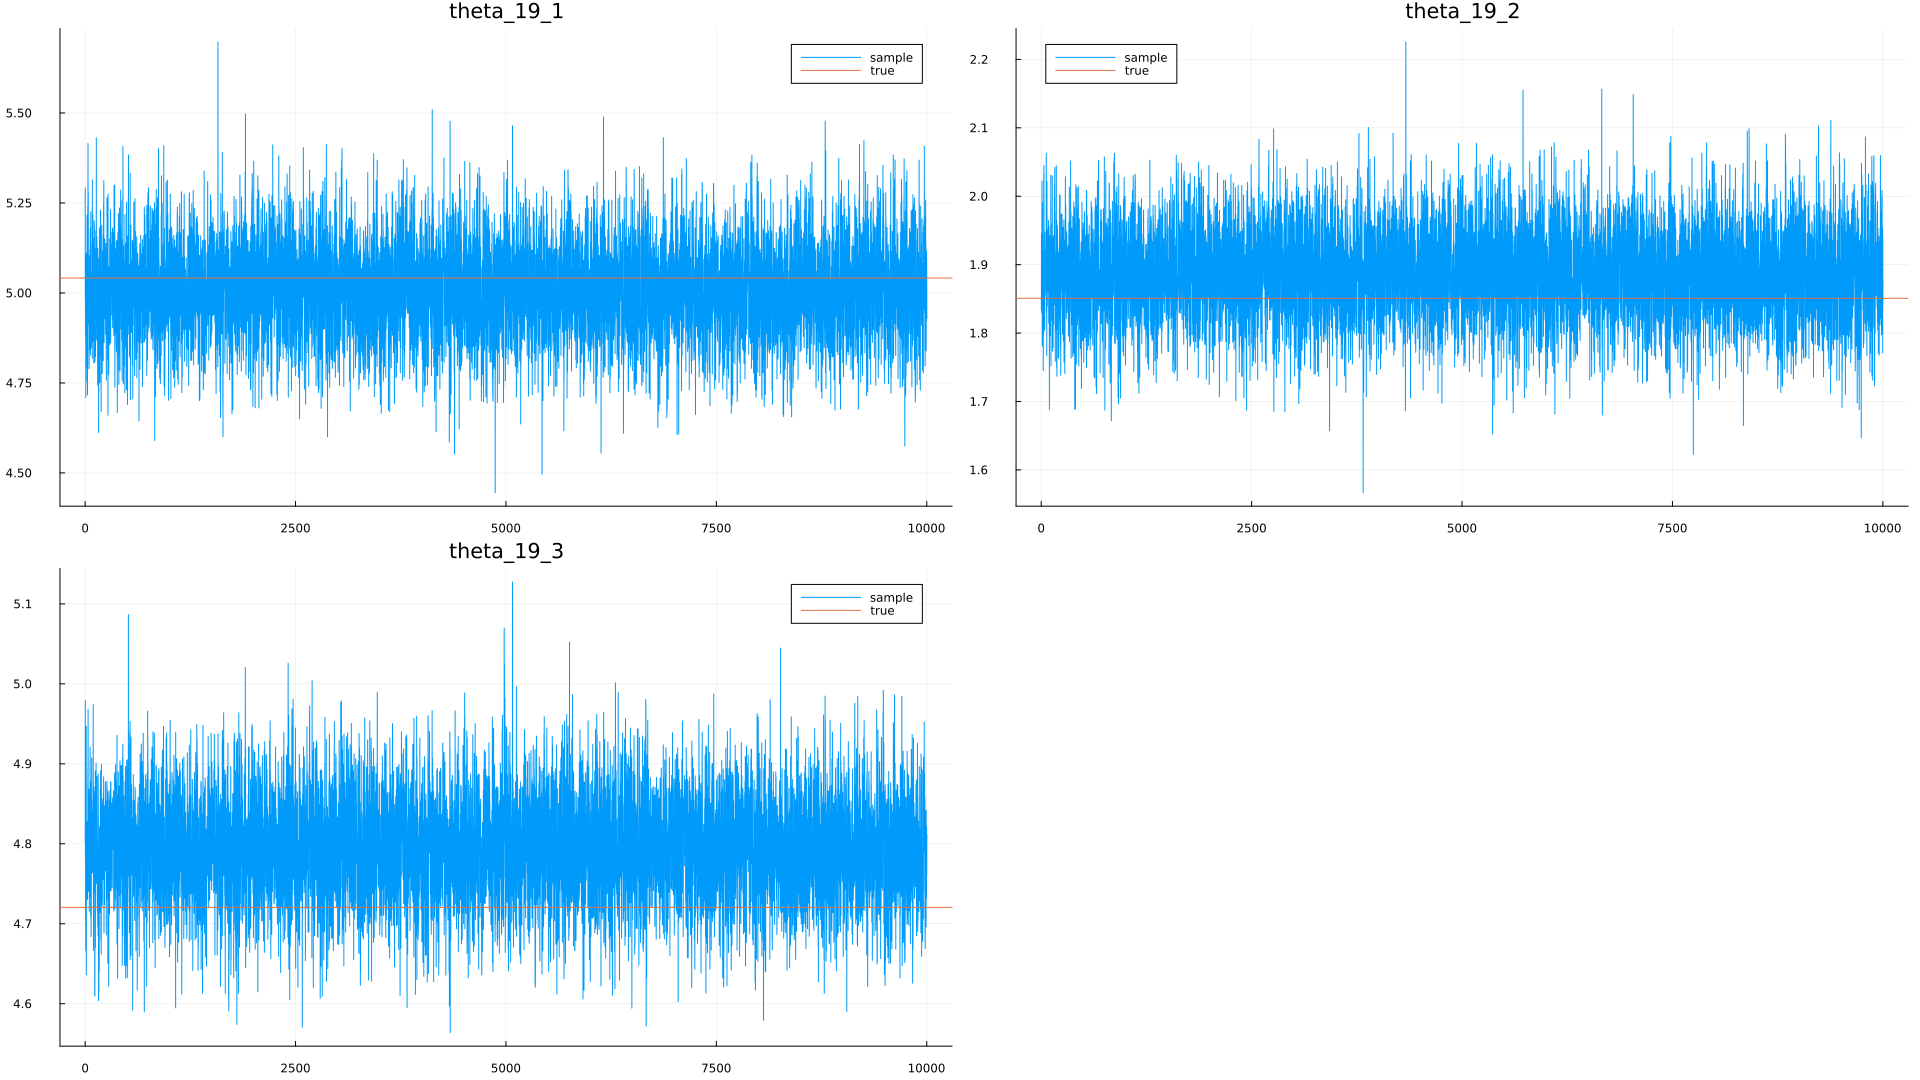 theta_19_1
sample
true
5.50
5.25
5.00
4.75
4.50
0 2500 5000 7500 10000
theta_19_2
sample
true
2.2
2.1
2.0
1.9
1.8
1.7
1.6
0 2500 5000 7500 10000
theta_19_3
sample
true
5.1
5.0
4.9
4.8
4.7
4.6
0 2500 5000 7500 10000